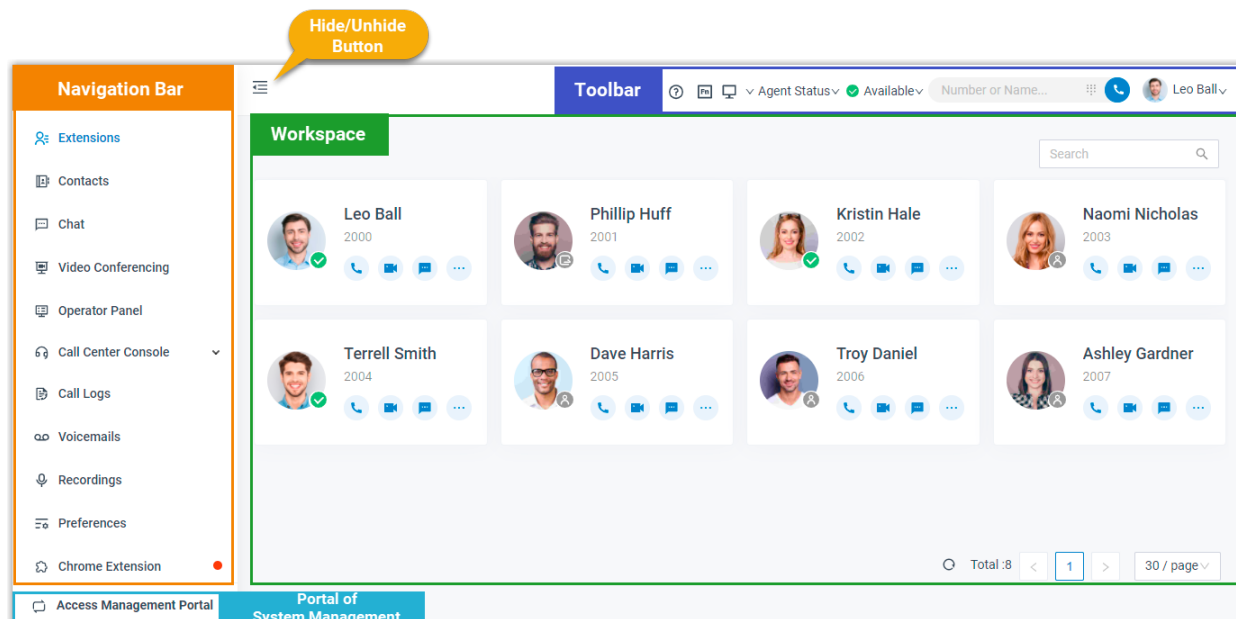 Hide/Unhide
Button
Navigation Bar
Toolbar
Fn
Agent Status
Available
Number or Name...
Leo Ball
Extensions
Contacts
Chat
Video Conferencing
Operator Panel
Call Center Console
Call Logs
Voicemails
Recordings
Preferences
Chrome Extension
Access Management Portal
Portal of
System Management
Workspace
Search
Leo Ball
2000
Phillip Huff
2001
Kristin Hale
2002
Naomi Nicholas
2003
Terrell Smith
2004
Dave Harris
2005
Troy Daniel
2006
Ashley Gardner
2007
Total :8
<
1
>
30 / page